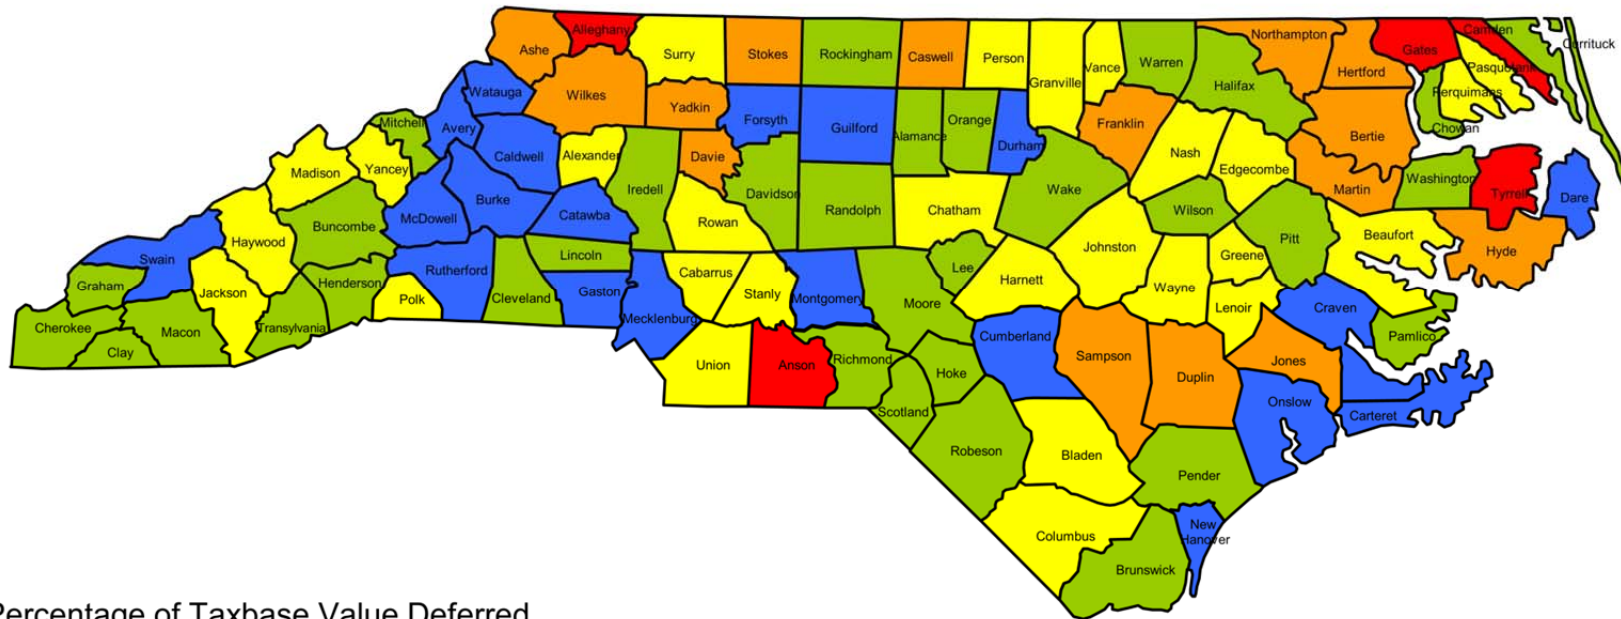 Alleghany
Ashe
Surry
Stokes
Rockingham
Caswell
Person
Granville
Vance
Warren
Northampton
Gates
Camden
Currituck
Pasquotank
Hertford
Halifax
Perquimans
Watauga
Wilkes
Yadkin
Forsyth
Guilford
Alamance
Orange
Durham
Franklin
Bertie
Chowan
Mitchell
Avery
Caldwell
Alexander
Davie
Nash
Edgecombe
Madison
Yancey
Iredell
Davidson
Wake
Martin
Washington
Tyrrell
Dare
Burke
McDowell
Catawba
Rowan
Randolph
Chatham
Wilson
Buncombe
Haywood
Pitt
Beaufort
Johnston
Greene
Hyde
Swain
Rutherford
Lincoln
Cabarrus
Lee
Harnett
Wayne
Graham
Jackson
Henderson
Polk
Cleveland
Gaston
Stanly
Montgomery
Moore
Lenoir
Craven
Cherokee
Macon
Transylvania
Mecklenburg
Cumberland
Pamlico
Clay
Union
Anson
Richmond
Hoke
Sampson
Duplin
Jones
Scotland
Onslow
Carteret
Robeson
Bladen
Pender
Columbus
New
Hanover
Brunswick
Percentage of Taxbase Value Deferred